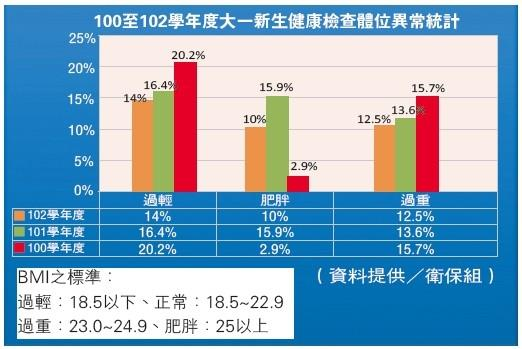 100至102學年度大一新生健康檢查體位異常統計
25%
20%
15%
10%
5%
0%
14%
16.4%
20.2%
10%
15.9%
2.9%
12.5%
13.6%
15.7%
過輕 肥胖 過重
102學年度 14% 10% 12.5%
101學年度 16.4% 15.9% 13.6%
100學年度 20.2% 2.9% 15.7%
BMI之標準：
過輕：18.5以下、正常：18.5~22.9
過重：23.0~24.9、肥胖：25以上
（資料提供／衛保組）